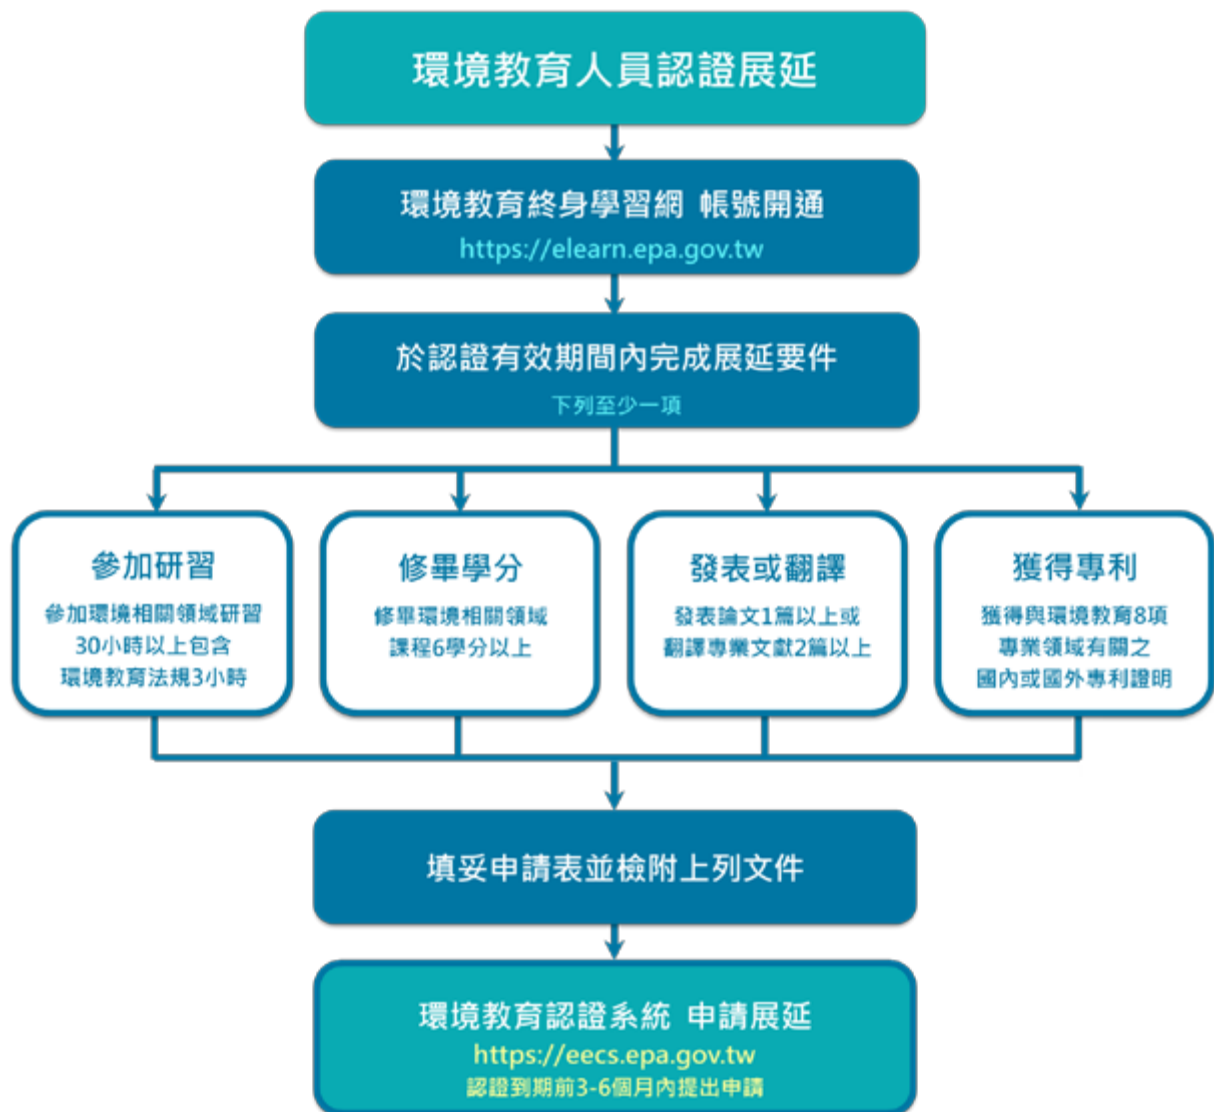 環境教育人員認證展延
環境教育終身學習網 帳號開通
https://elearn.epa.gov.tw
於認證有效期間內完成展延要件
下列至少一項
參加研習
參加環境相關領域研習
30小時以上包含
環境教育法規3小時
修畢學分
修畢環境相關領域
課程6學分以上
發表或翻譯
發表論文1篇以上或
翻譯專業文獻2篇以上
獲得專利
獲得與環境教育8項
專業領域有關之
國內或國外專利證明
填妥申請表並檢附上列文件
環境教育認證系統 申請展延
https://eecs.epa.gov.tw
認證到期前3-6個月內提出申請